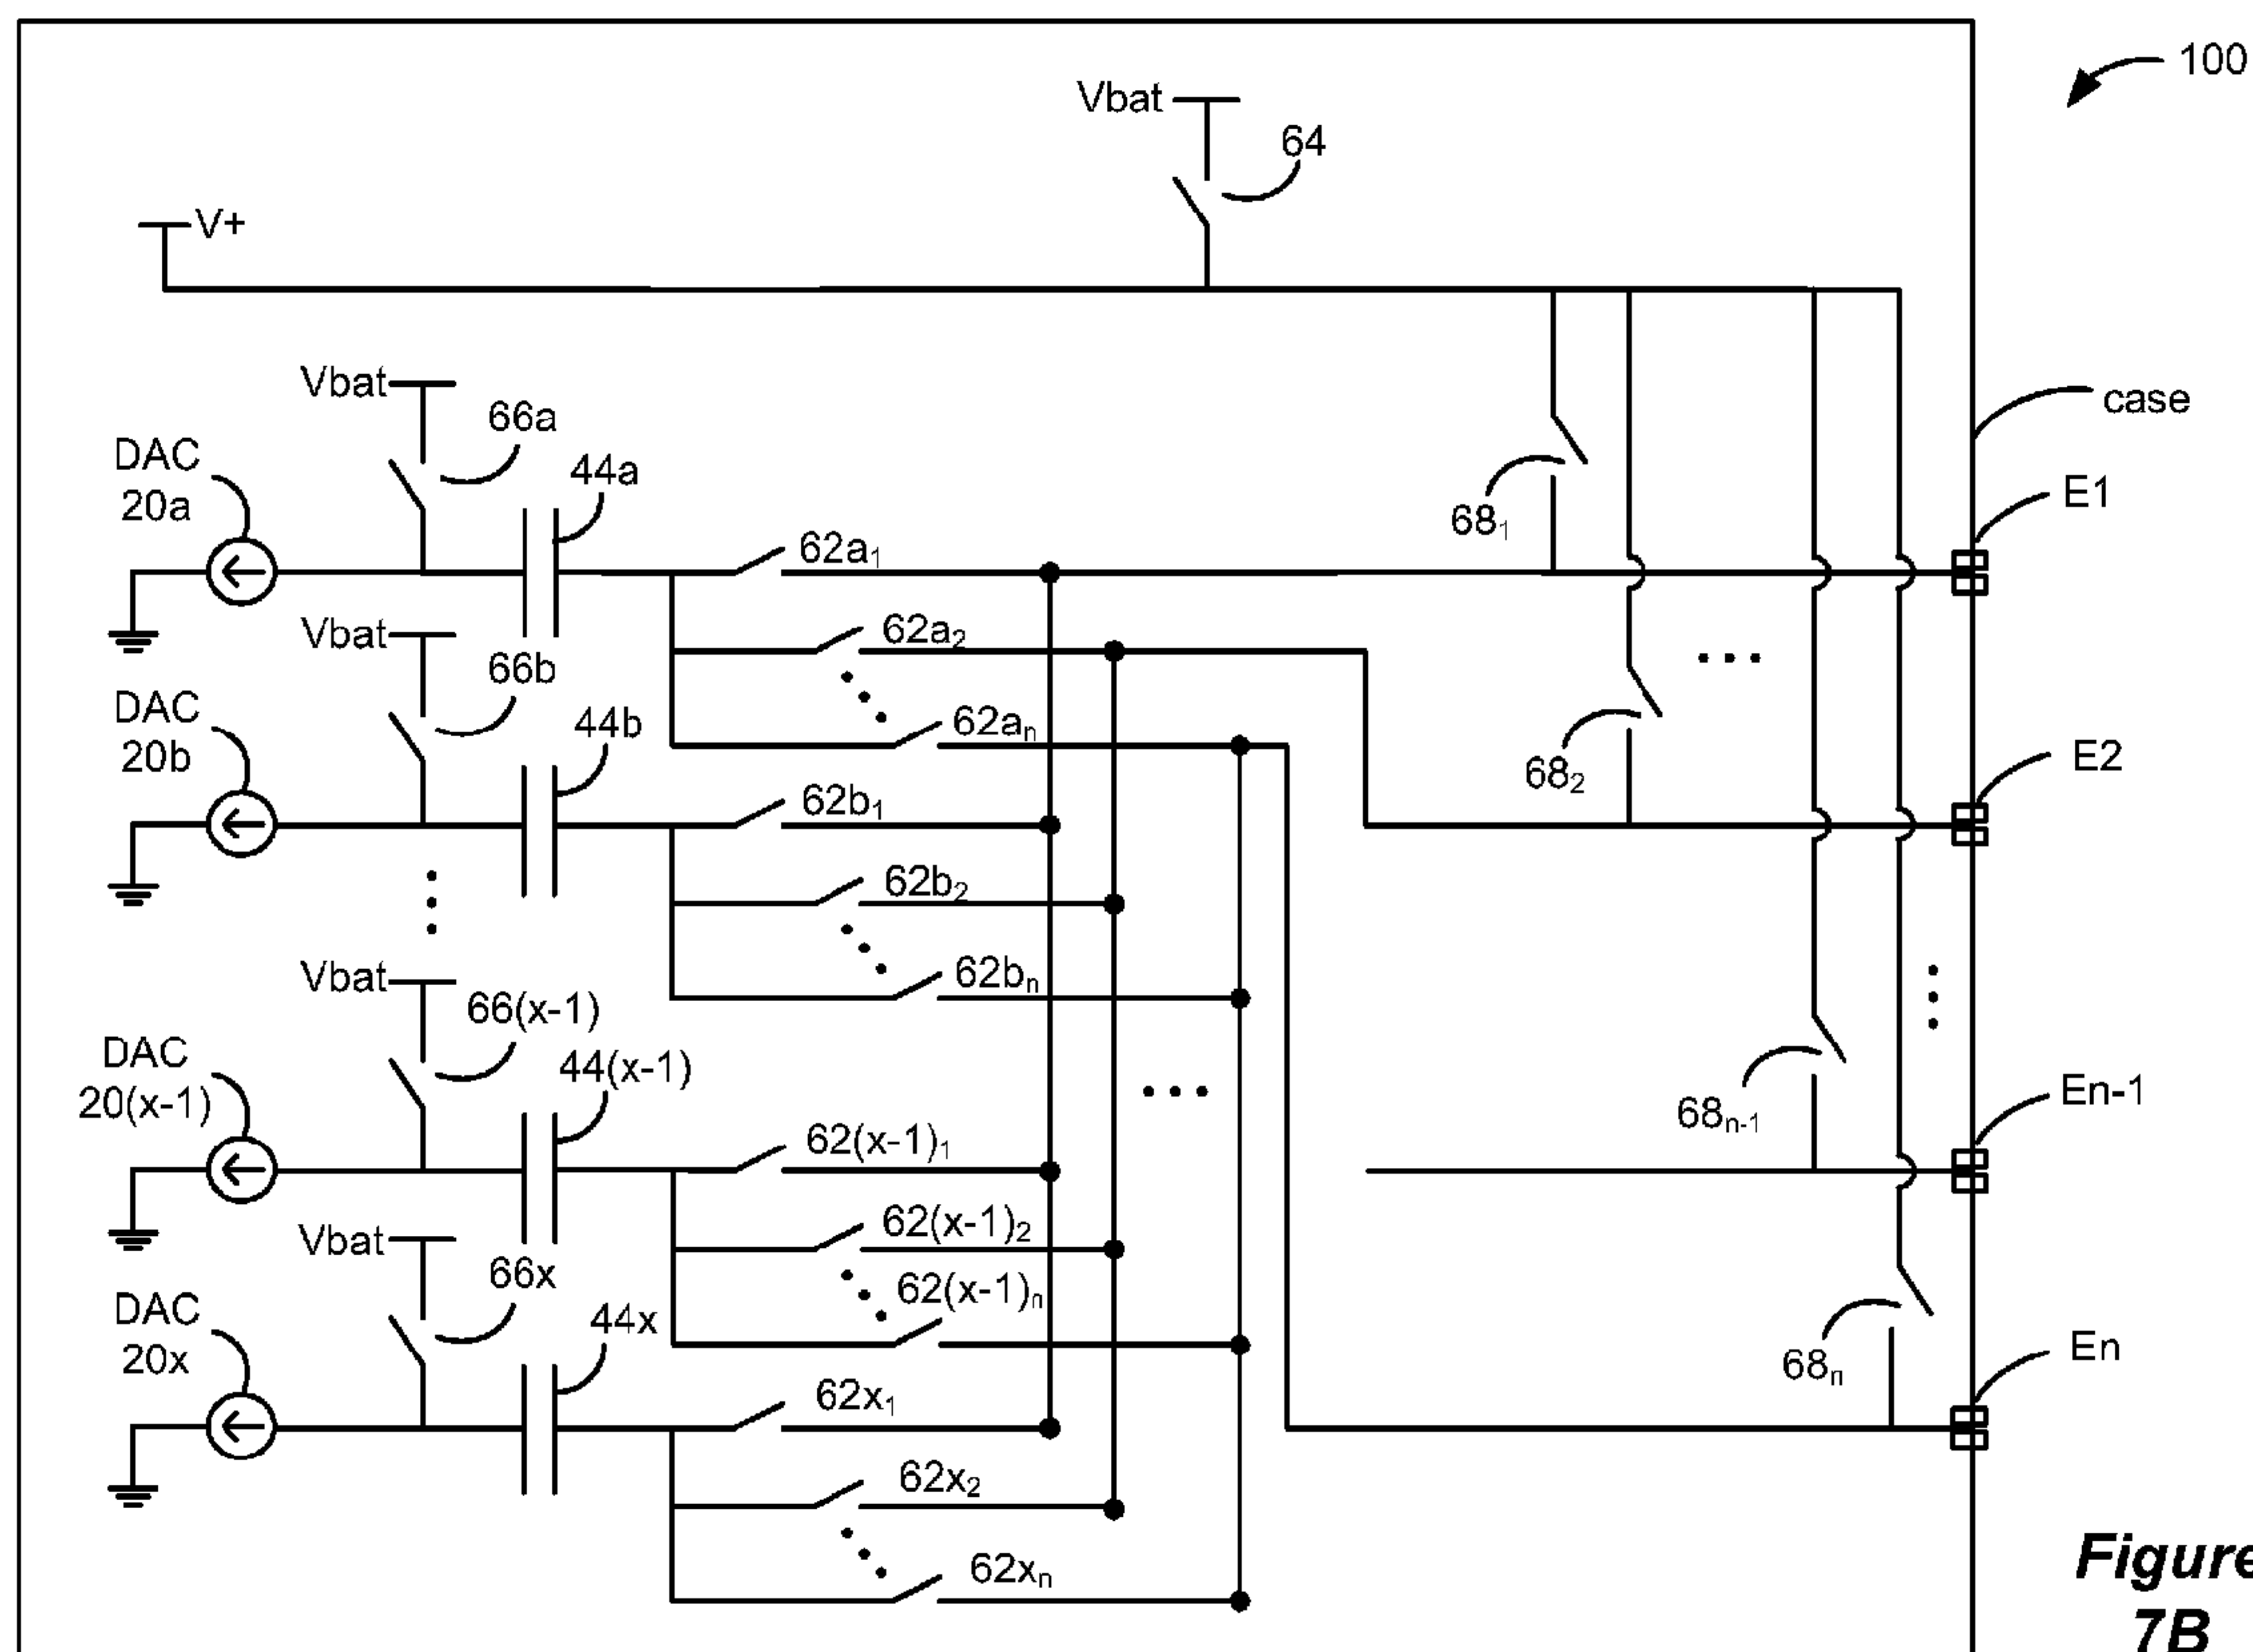 100
Vbat
64
V+
case
Vbat
66a
44a
DAC
20a
62a₁
68₁
E1
62a₂
Vbat
66b
44b
62aₙ
DAC
20b
62b₁
68₂
E2
62b₂
62bₙ
Vbat
66(x-1)
44(x-1)
DAC
20(x-1)
62(x-1)₁
68ₙ₋₁
En-1
62(x-1)₂
Vbat
66x
44x
62(x-1)ₙ
DAC
20x
62x₁
68ₙ
En
62x₂
62xₙ
Figure
7B